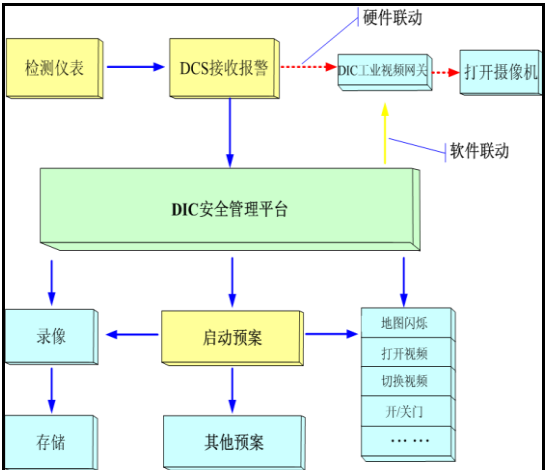 硬件联动
检测仪表
DCS接收报警
DIC工业视频网关
打开摄像机
软件联动
DIC安全管理平台
录像
启动预案
地图闪烁
打开视频
切换视频
开/关门
… …
存储
其他预案